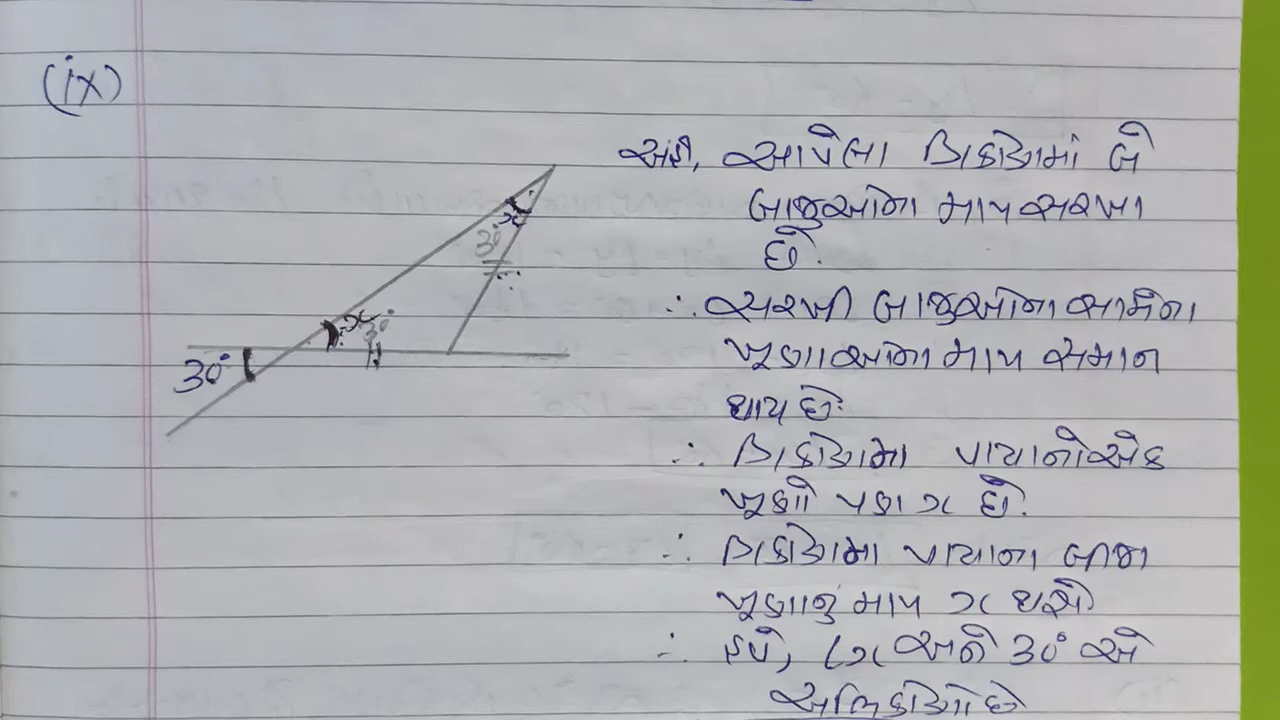 (ix)
અહીં, આપેલા ત્રિકોણમાં બે
બાજુઓના માપ સરખા
છે.
∴ સરખી બાજુઓના સામેના
ખૂણાઓના માપ સમાન
થાય છે.
∴ ત્રિકોણમા પાયાનો એક
ખૂણો પણ x છે.
∴ ત્રિકોણમા પાયાના બીજા
ખૂણાનું માપ x થશે
∴ હવે, ∠x અને 30° એ
અભિકોણો છે
x
30°
x
30°
30°